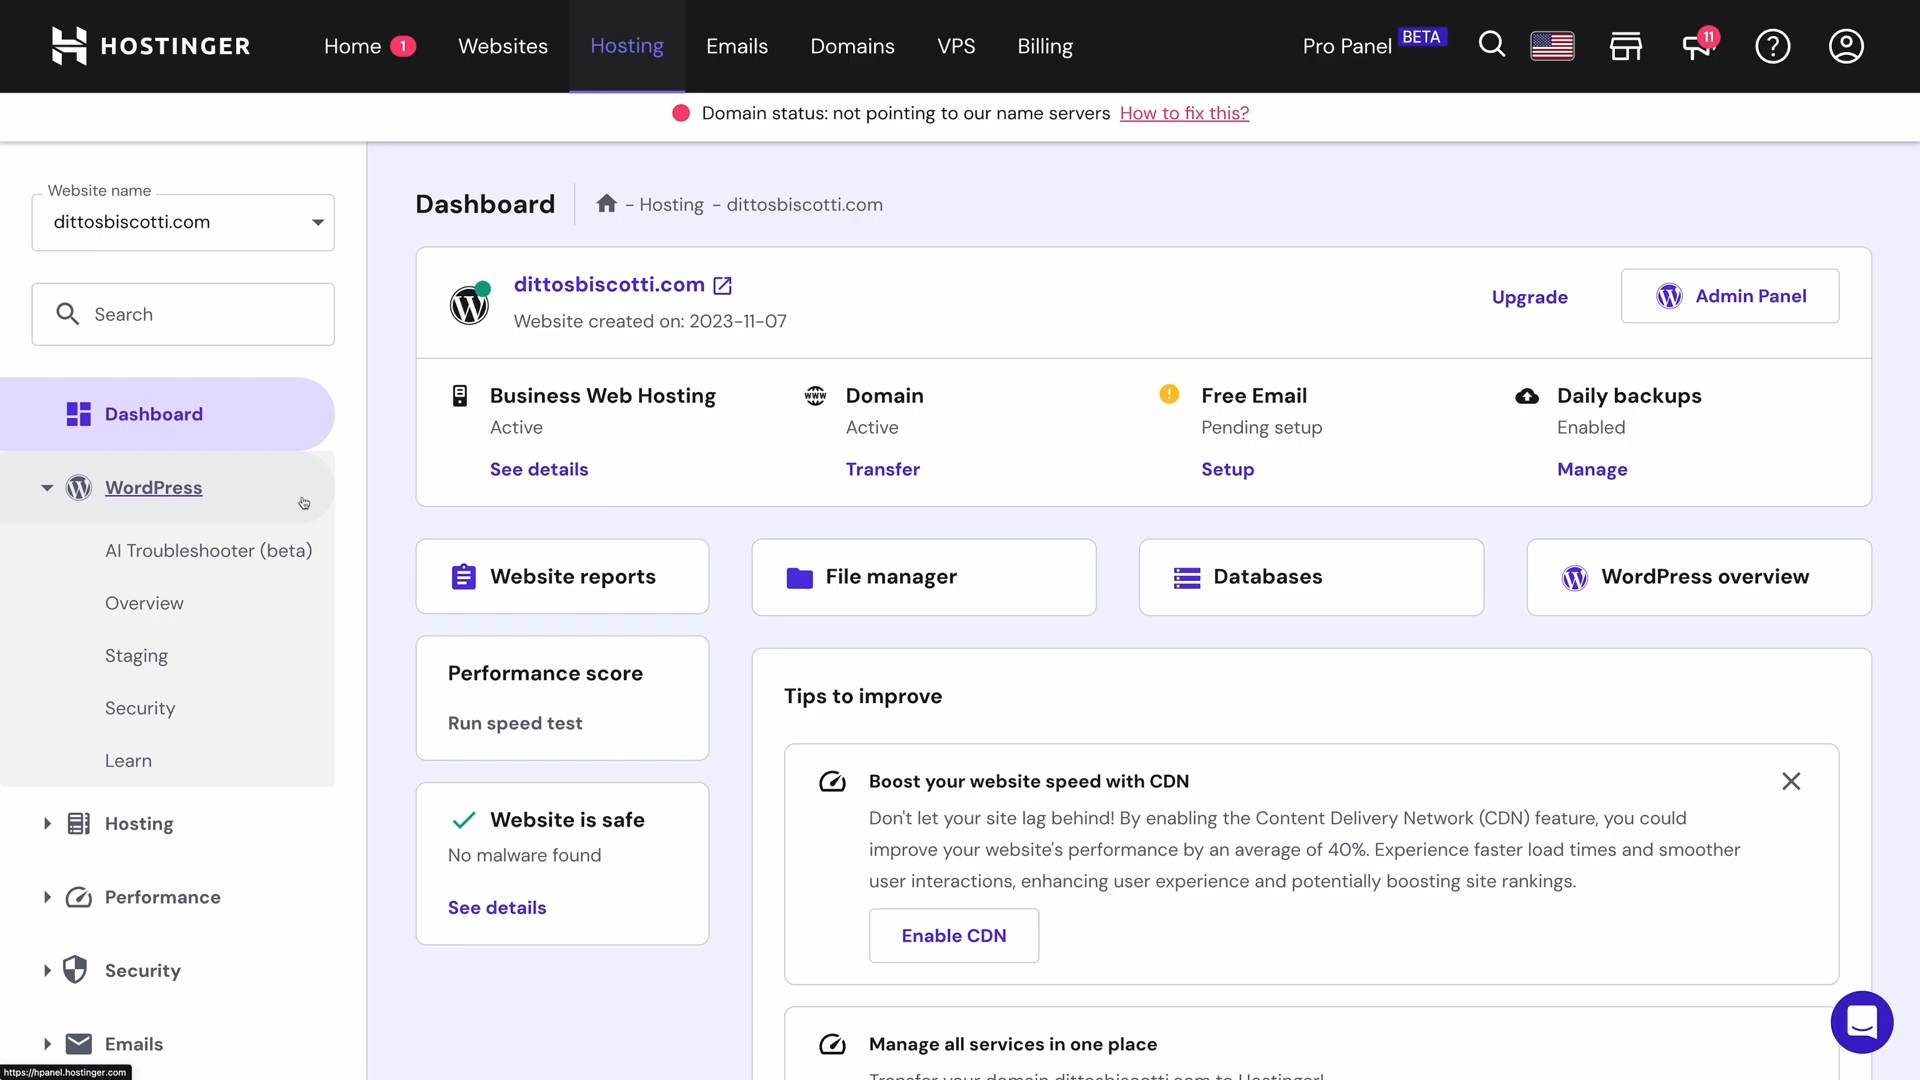 HOSTINGER
Home 1
Websites
Hosting
Emails
Domains
VPS
Billing
Pro Panel BETA
11
Domain status: not pointing to our name servers How to fix this?
Website name
dittosbiscotti.com
Search
Dashboard
WordPress
AI Troubleshooter (beta)
Overview
Staging
Security
Learn
Hosting
Performance
Security
Emails
https://hpanel.hostinger.com
Dashboard
- Hosting - dittosbiscotti.com
dittosbiscotti.com
Website created on: 2023-11-07
Upgrade
Admin Panel
Business Web Hosting
Active
See details
Domain
Active
Transfer
Free Email
Pending setup
Setup
Daily backups
Enabled
Manage
Website reports
File manager
Databases
WordPress overview
Performance score
Run speed test
Website is safe
No malware found
See details
Tips to improve
Boost your website speed with CDN
Don't let your site lag behind! By enabling the Content Delivery Network (CDN) feature, you could
improve your website's performance by an average of 40%. Experience faster load times and smoother
user interactions, enhancing user experience and potentially boosting site rankings.
Enable CDN
Manage all services in one place
Transfer your domain dittosbiscotti.com to Hostinger!